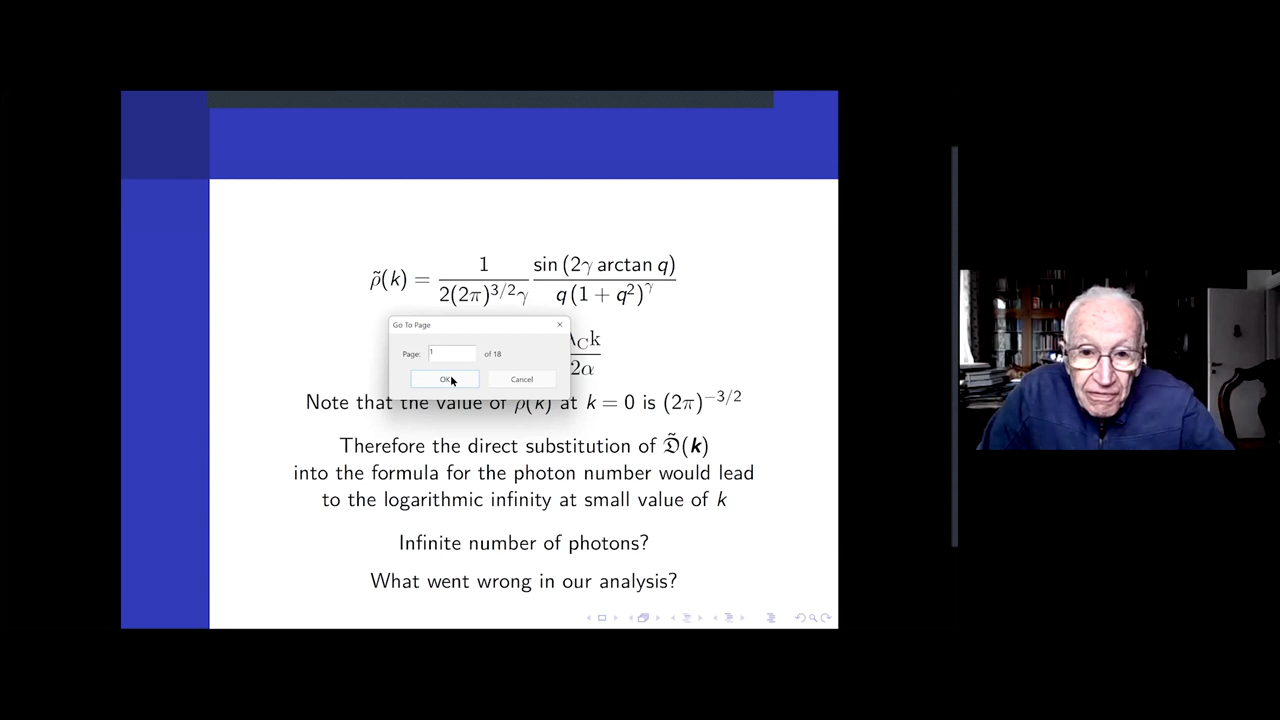 ρ̃(k) = 1 / 2(2π)^{3/2}γ sin (2γ arctan q) / q (1 + q²)^γ
Go To Page
Page: 1 of 18
OK Cancel
Ck
2α
Note that the value of ρ̃(k) at k = 0 is (2π)^{−3/2}
Therefore the direct substitution of 𝔇̃(k)
into the formula for the photon number would lead
to the logarithmic infinity at small value of k
Infinite number of photons?
What went wrong in our analysis?